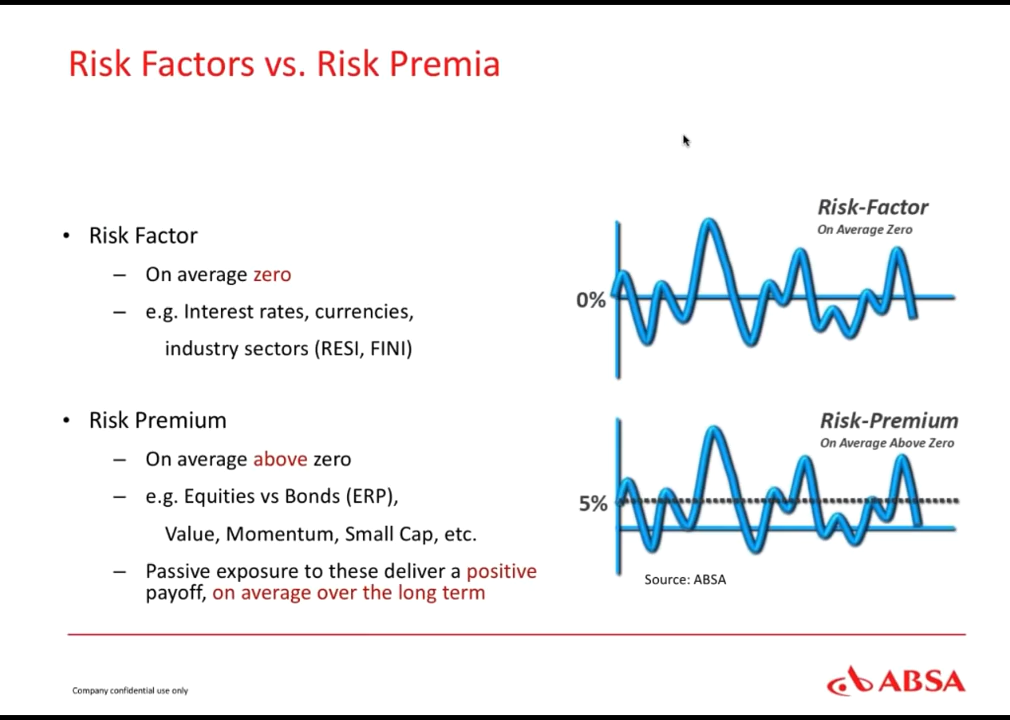 Risk Factors vs. Risk Premia
• Risk Factor
– On average zero
– e.g. Interest rates, currencies,
industry sectors (RESI, FINI)
• Risk Premium
– On average above zero
– e.g. Equities vs Bonds (ERP),
Value, Momentum, Small Cap, etc.
– Passive exposure to these deliver a positive
payoff, on average over the long term
Risk-Factor
On Average Zero
0%
Risk-Premium
On Average Above Zero
5%
Source: ABSA
Company confidential use only
ABSA